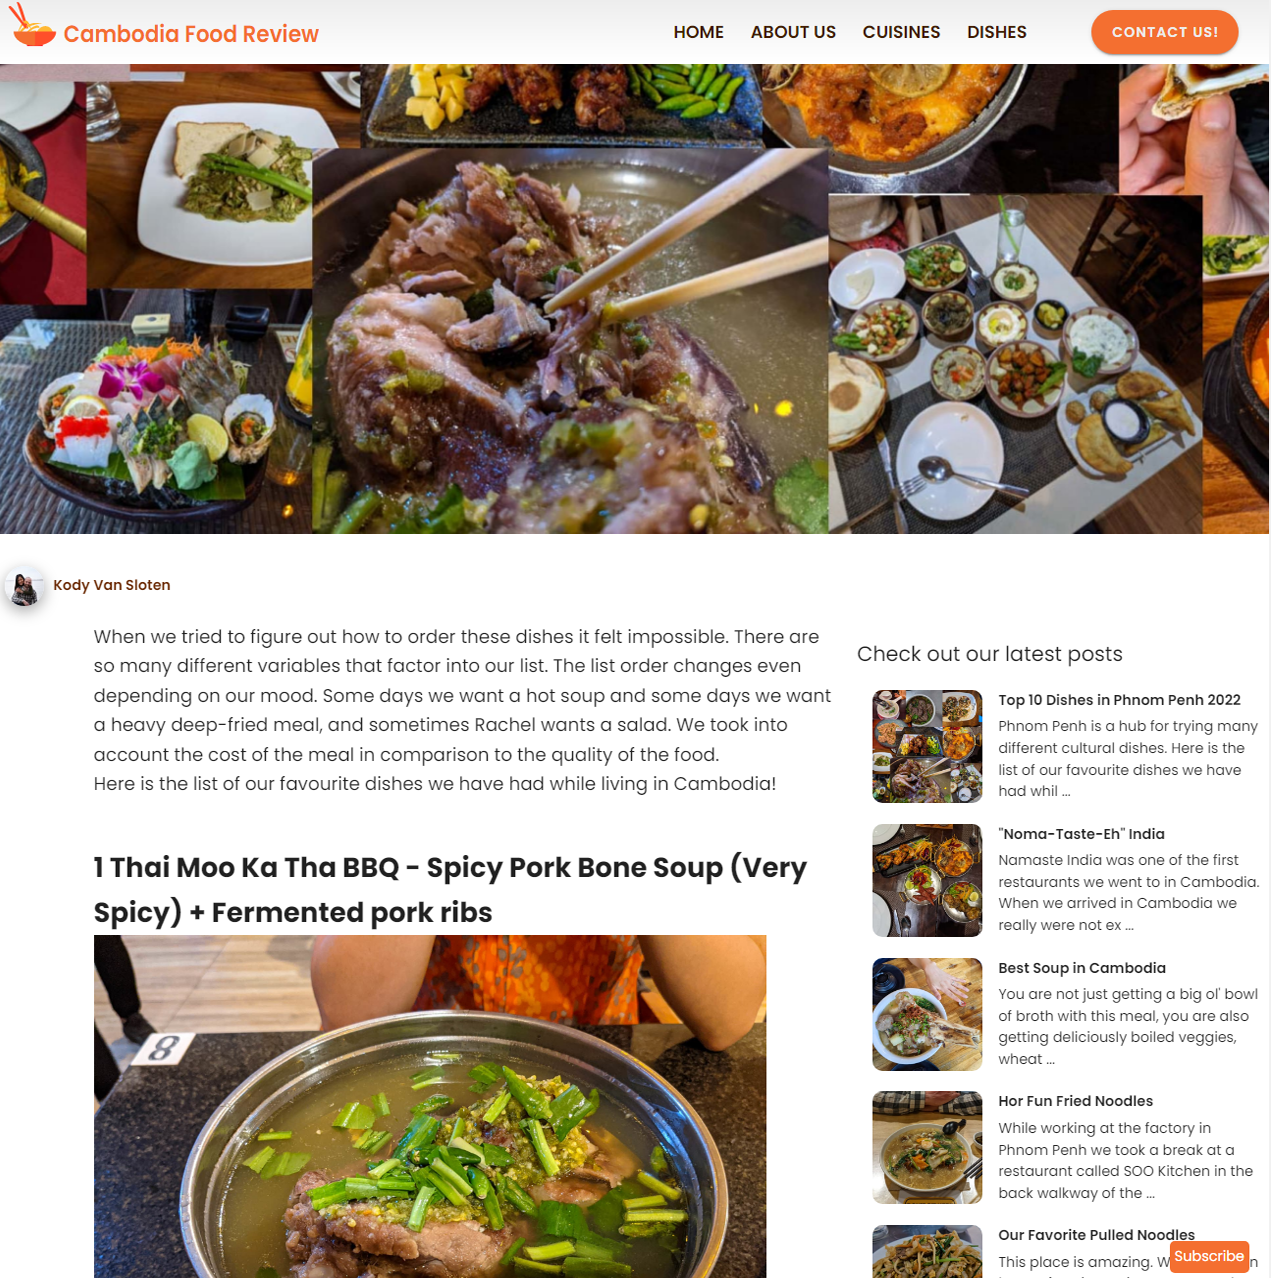 Cambodia Food Review
HOME
ABOUT US
CUISINES
DISHES
CONTACT US!
Kody Van Sloten
When we tried to figure out how to order these dishes it felt impossible. There are
so many different variables that factor into our list. The list order changes even
depending on our mood. Some days we want a hot soup and some days we want
a heavy deep-fried meal, and sometimes Rachel wants a salad. We took into
account the cost of the meal in comparison to the quality of the food.
Here is the list of our favourite dishes we have had while living in Cambodia!
1 Thai Moo Ka Tha BBQ - Spicy Pork Bone Soup (Very
Spicy) + Fermented pork ribs
8
Check out our latest posts
Top 10 Dishes in Phnom Penh 2022
Phnom Penh is a hub for trying many
different cultural dishes. Here is the
list of our favourite dishes we have
had whil ...
"Noma-Taste-Eh" India
Namaste India was one of the first
restaurants we went to in Cambodia.
When we arrived in Cambodia we
really were not ex ...
Best Soup in Cambodia
You are not just getting a big ol' bowl
of broth with this meal, you are also
getting deliciously boiled veggies,
wheat ...
Hor Fun Fried Noodles
While working at the factory in
Phnom Penh we took a break at a
restaurant called SOO Kitchen in the
back walkway of the ...
Our Favorite Pulled Noodles
This place is amazing.
Subscribe